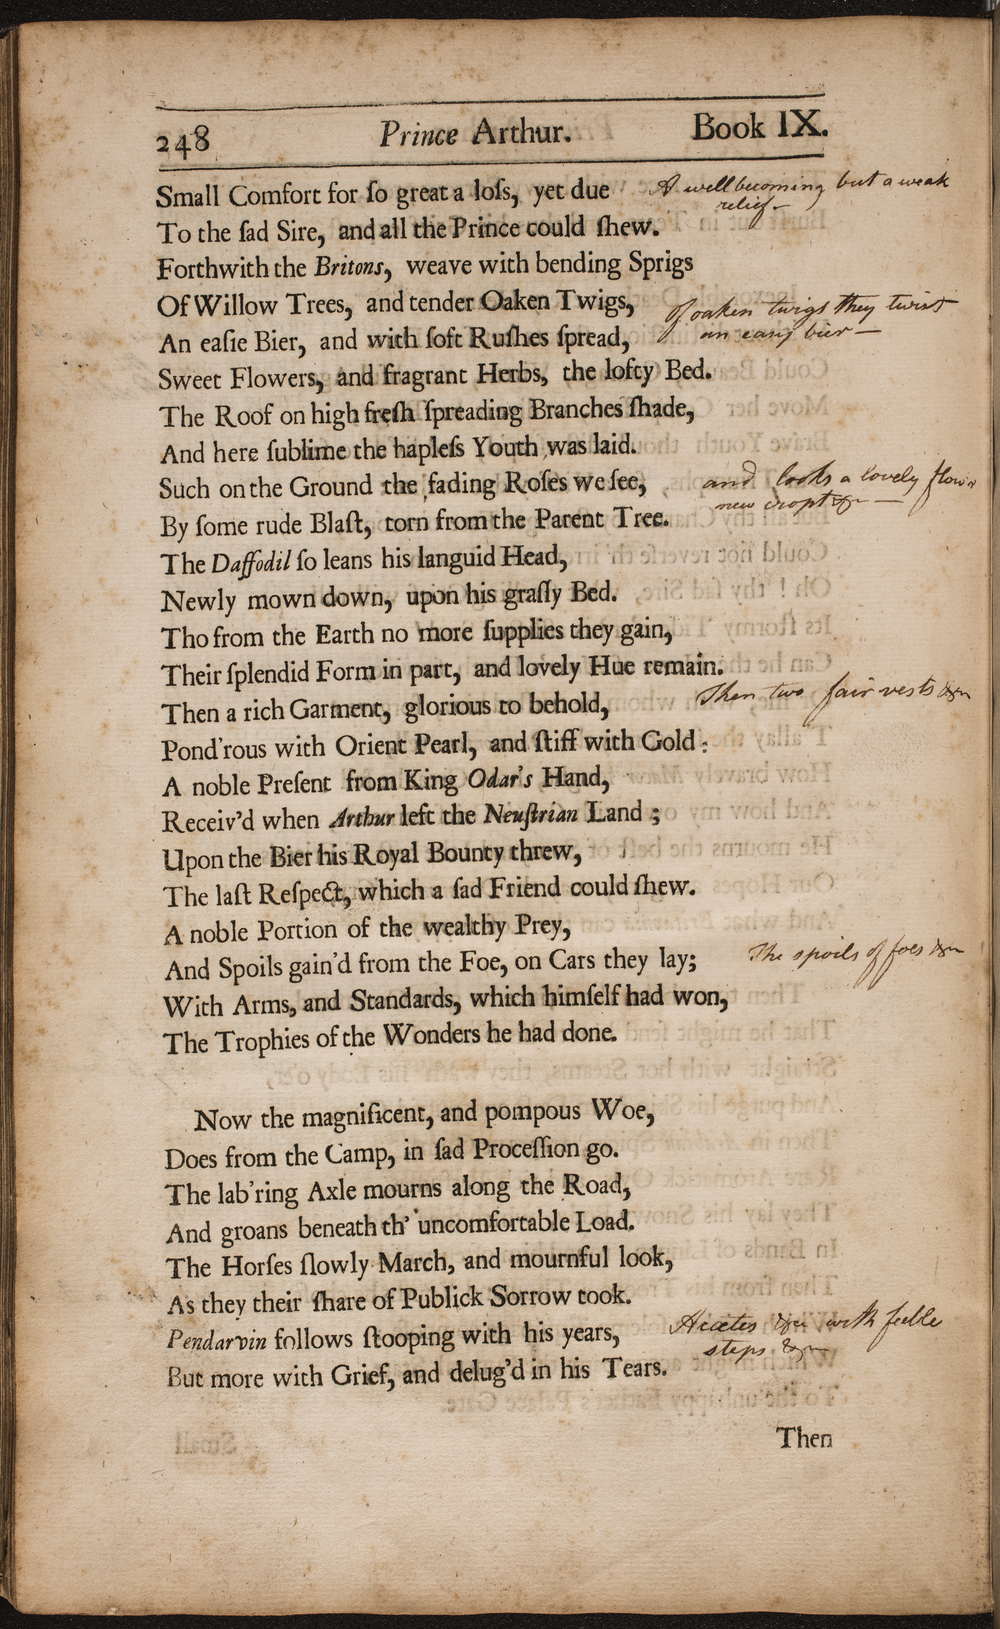 248 Prince Arthur. Book IX.
Small Comfort for ſo great a loſs, yet due
A well becoming but a weak
relief—
To the ſad Sire, and all the Prince could ſhew.
Forthwith the Britons, weave with bending Sprigs
Of Willow Trees, and tender Oaken Twigs,
Of oaken twigs they twist
an easy bier—
An eaſie Bier, and with ſoft Ruſhes ſpread,
Sweet Flowers, and fragrant Herbs, the lofty Bed.
The Roof on high freſh ſpreading Branches ſhade,
And here ſublime the hapleſs Youth was laid.
Such on the Ground the fading Roſes we ſee,
and looks a lovely flow'r
new cropt &c—
By ſome rude Blaſt, torn from the Parent Tree.
The Daffodil ſo leans his languid Head,
Newly mown down, upon his graſſy Bed.
Tho from the Earth no more ſupplies they gain,
Their ſplendid Form in part, and lovely Hue remain.
Then two fair vests &c
Then a rich Garment, glorious to behold,
Pond'rous with Orient Pearl, and ſtiff with Gold:
A noble Preſent from King Odar's Hand,
Receiv'd when Arthur left the Neuſtrian Land;
Upon the Bier his Royal Bounty threw,
The laſt Reſpect, which a ſad Friend could ſhew.
A noble Portion of the wealthy Prey,
And Spoils gain'd from the Foe, on Cars they lay;
The spoils of foes &c
With Arms, and Standards, which himſelf had won,
The Trophies of the Wonders he had done.
Now the magnificent, and pompous Woe,
Does from the Camp, in ſad Proceſſion go.
The lab'ring Axle mourns along the Road,
And groans beneath th' uncomfortable Load.
The Horſes ſlowly March, and mournful look,
As they their ſhare of Publick Sorrow took.
Pendarvin follows ſtooping with his years,
&c with feeble
steps &c
But more with Grief, and delug'd in his Tears.
Then